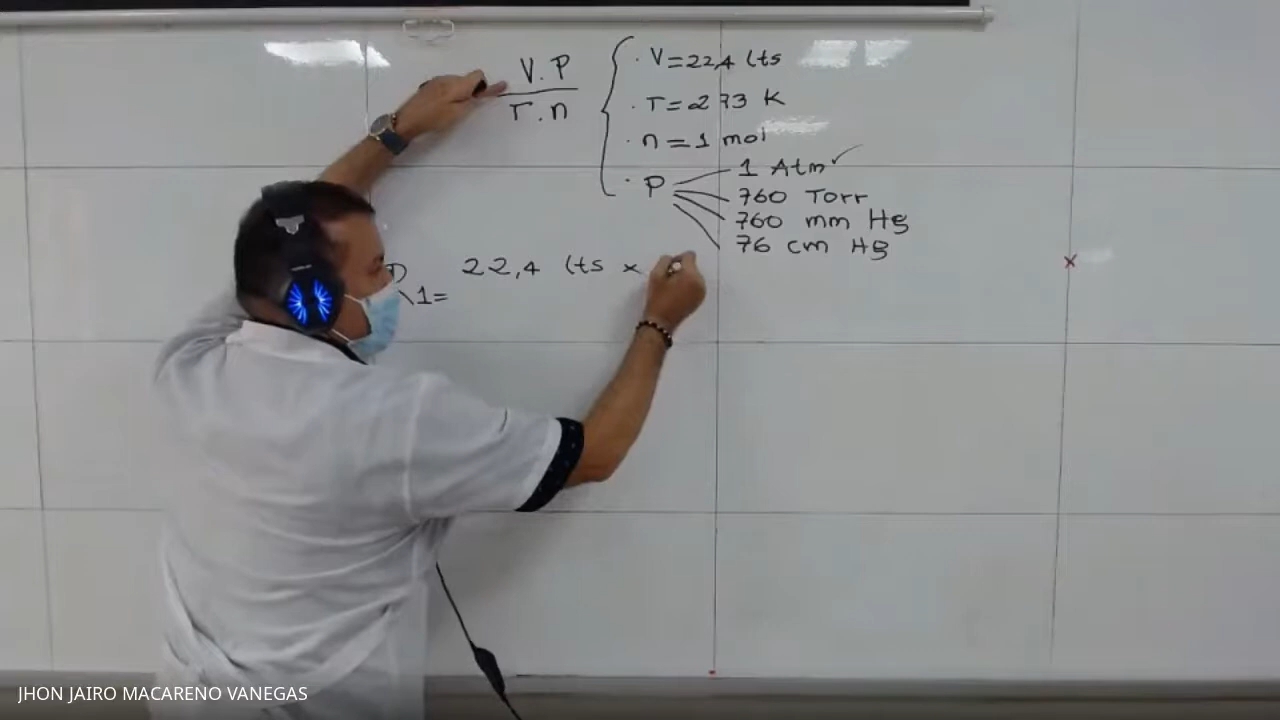 V.P
T.n
. V=22,4 lts
. T=273 K
. n=1 mol
. P
1 Atm
760 Torr
760 mm Hg
76 cm Hg
22,4 lts x
1=
JHON JAIRO MACARENO VANEGAS